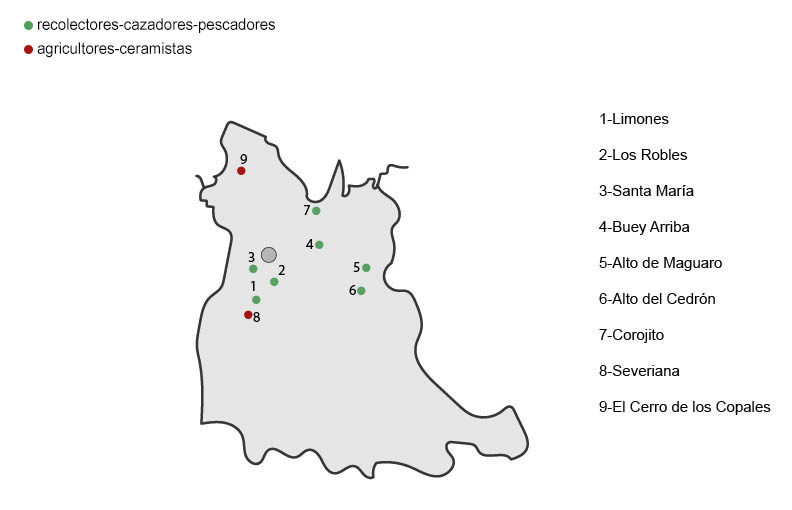 recolectores-cazadores-pescadores
agricultores-ceramistas
1-Limones
2-Los Robles
3-Santa María
4-Buey Arriba
5-Alto de Maguaro
6-Alto del Cedrón
7-Corojito
8-Severiana
9-El Cerro de los Copales
9
7
4
3
2
5
1
6
8